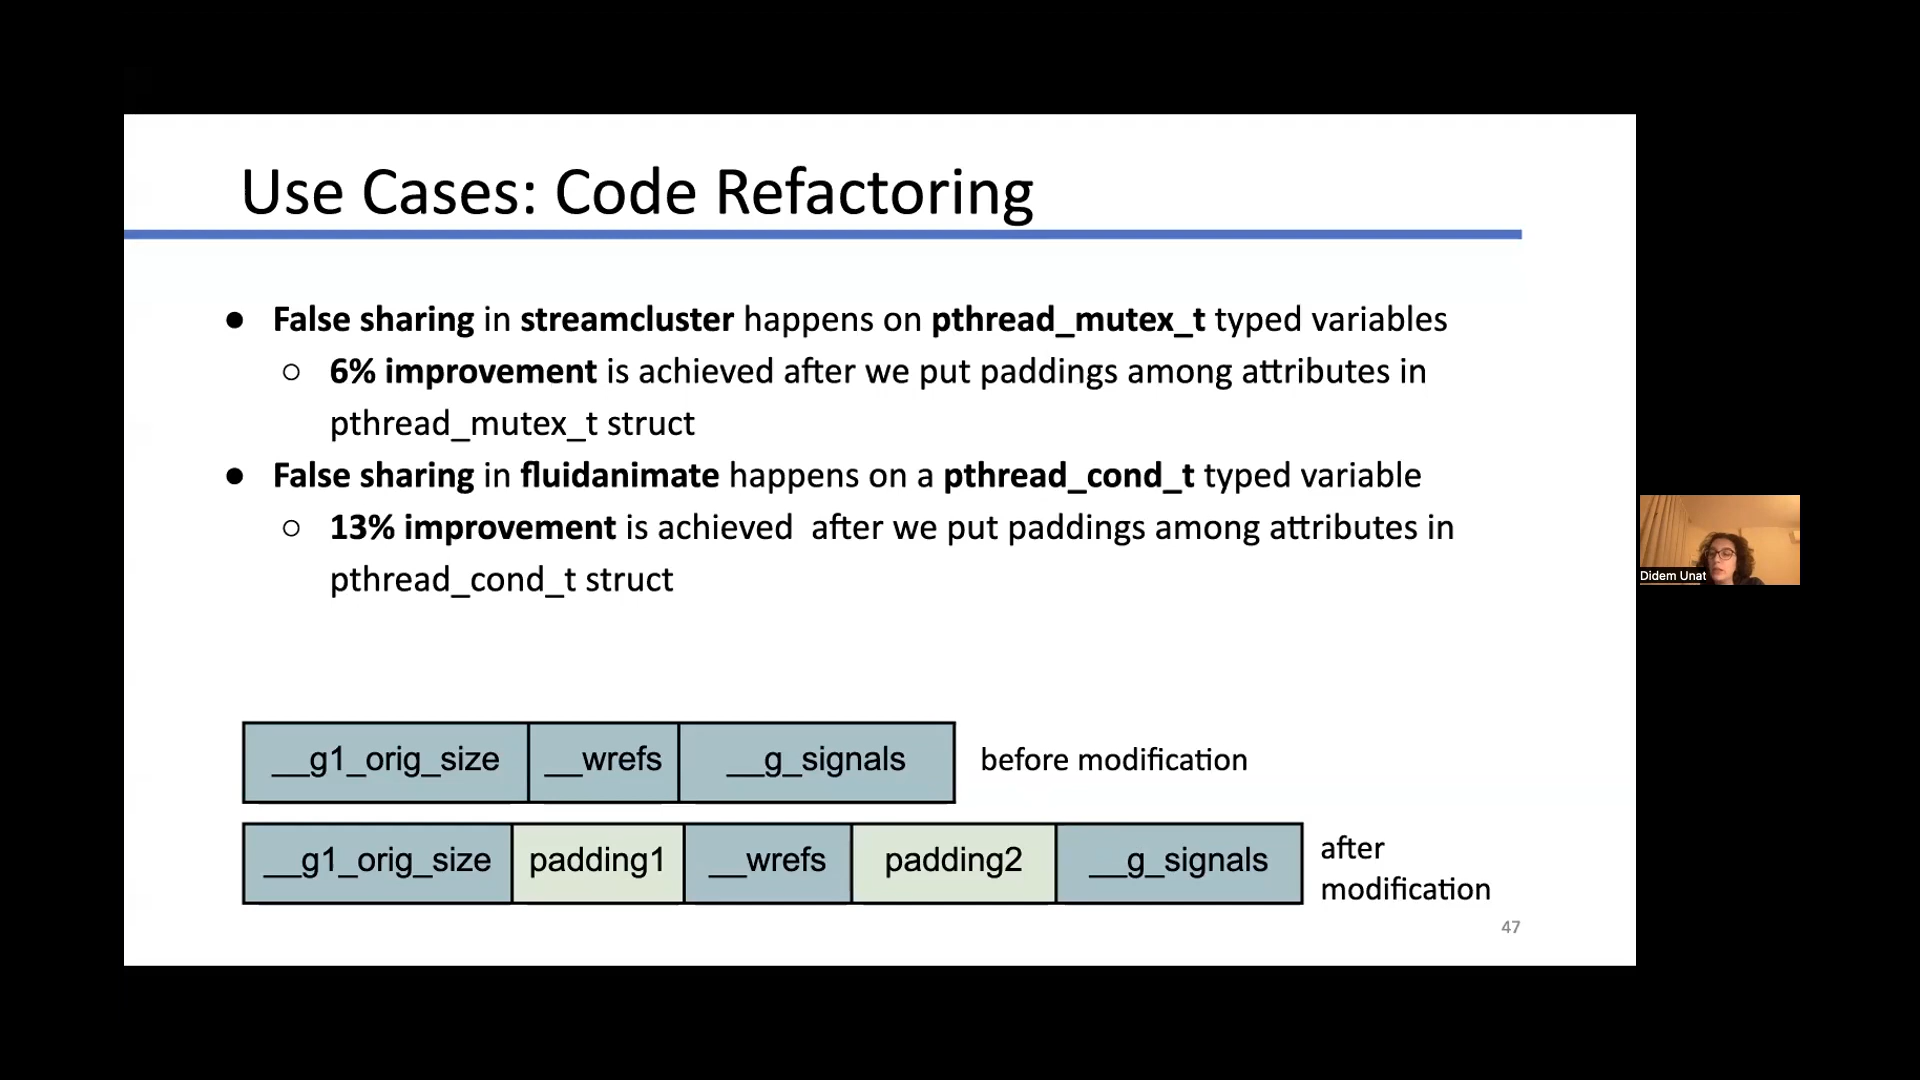 Use Cases: Code Refactoring
● False sharing in streamcluster happens on pthread_mutex_t typed variables
○ 6% improvement is achieved after we put paddings among attributes in
pthread_mutex_t struct
● False sharing in fluidanimate happens on a pthread_cond_t typed variable
○ 13% improvement is achieved after we put paddings among attributes in
pthread_cond_t struct
__g1_orig_size __wrefs __g_signals before modification
__g1_orig_size padding1 __wrefs padding2 __g_signals after
modification
47
Didem Unat